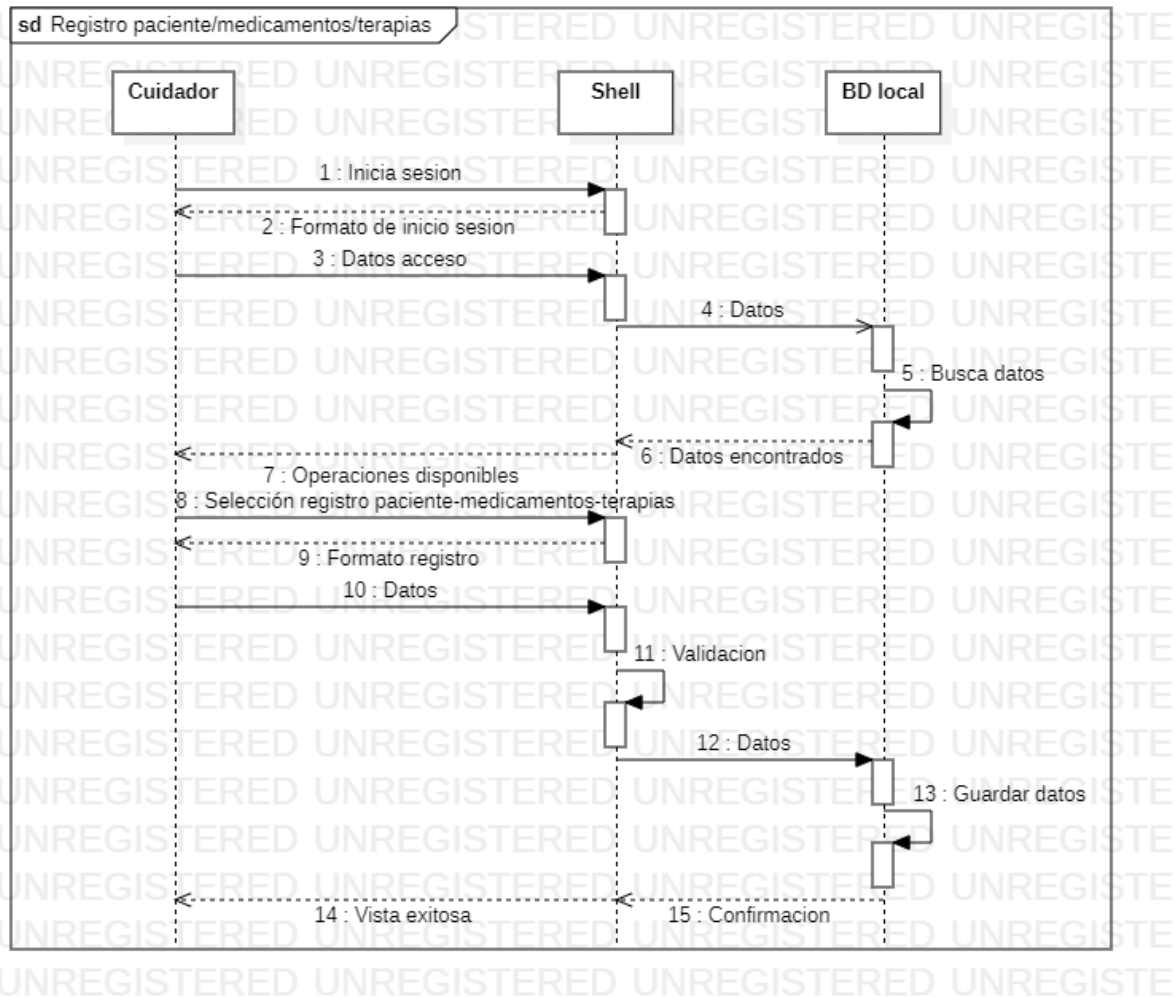 sd Registro paciente/medicamentos/terapias
Cuidador
Shell
BD local
1 : Inicia sesion
2 : Formato de inicio sesion
3 : Datos acceso
4 : Datos
5 : Busca datos
6 : Datos encontrados
7 : Operaciones disponibles
8 : Selección registro paciente-medicamentos-terapias
9 : Formato registro
10 : Datos
11 : Validacion
12 : Datos
13 : Guardar datos
14 : Vista exitosa
15 : Confirmacion
UNREGISTERED